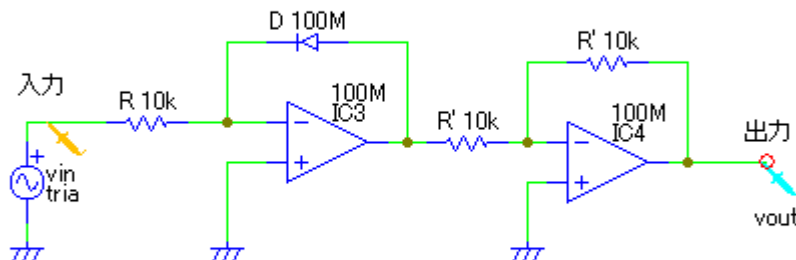 D 100M
R' 10k
入力
R 10k
100M
IC3
R' 10k
100M
IC4
出力
+
vin
tria
vout